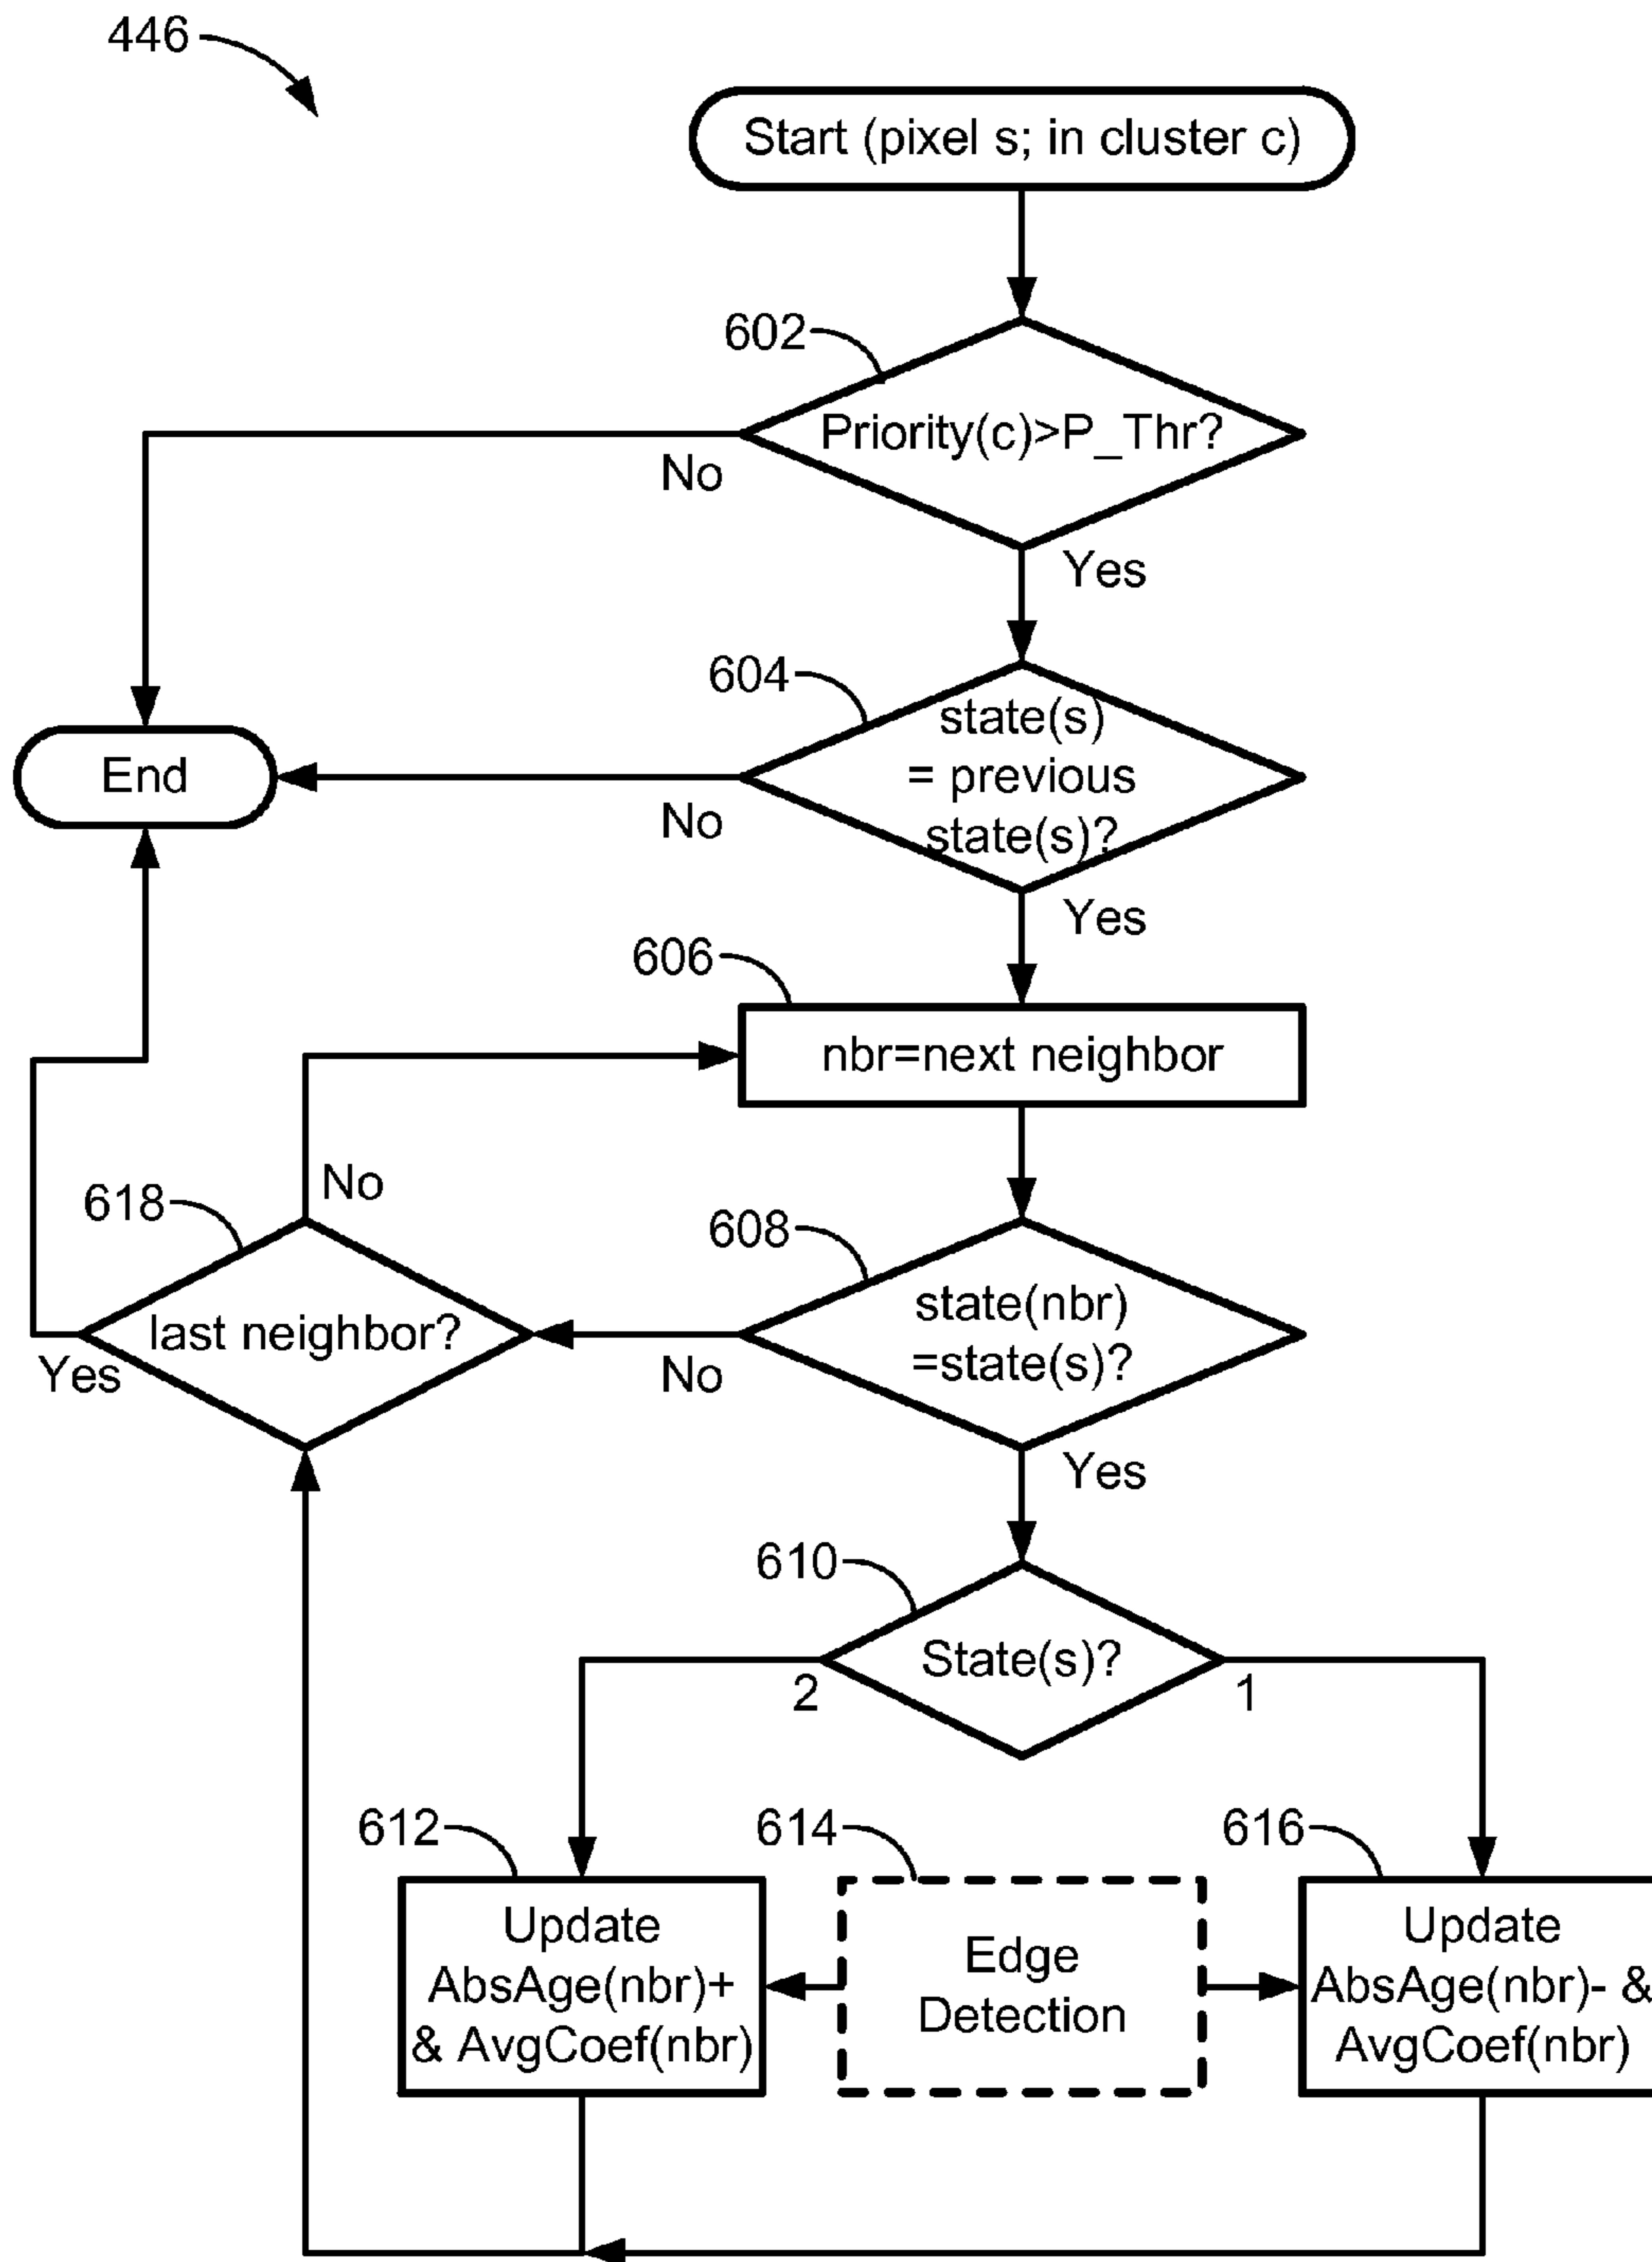 446
Start (pixel s; in cluster c)
602
Priority(c)>P_Thr?
No
Yes
604
state(s)
= previous
state(s)?
End
No
Yes
606
nbr=next neighbor
No
618
608
last neighbor?
state(nbr)
=state(s)?
Yes
No
Yes
610
State(s)?
2
1
612
614
616
Update
AbsAge(nbr)+
& AvgCoef(nbr)
Edge
Detection
Update
AbsAge(nbr)- &
AvgCoef(nbr)